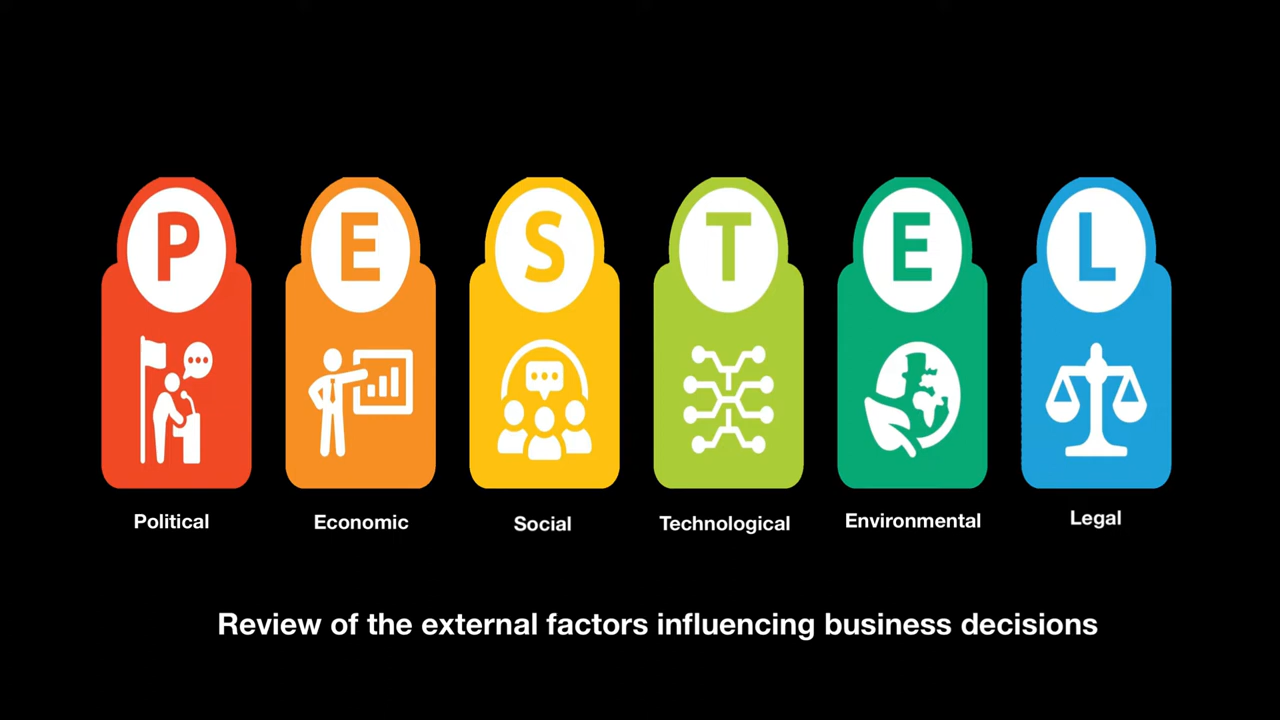 P E S T E L
Political Economic Social Technological Environmental Legal
Review of the external factors influencing business decisions